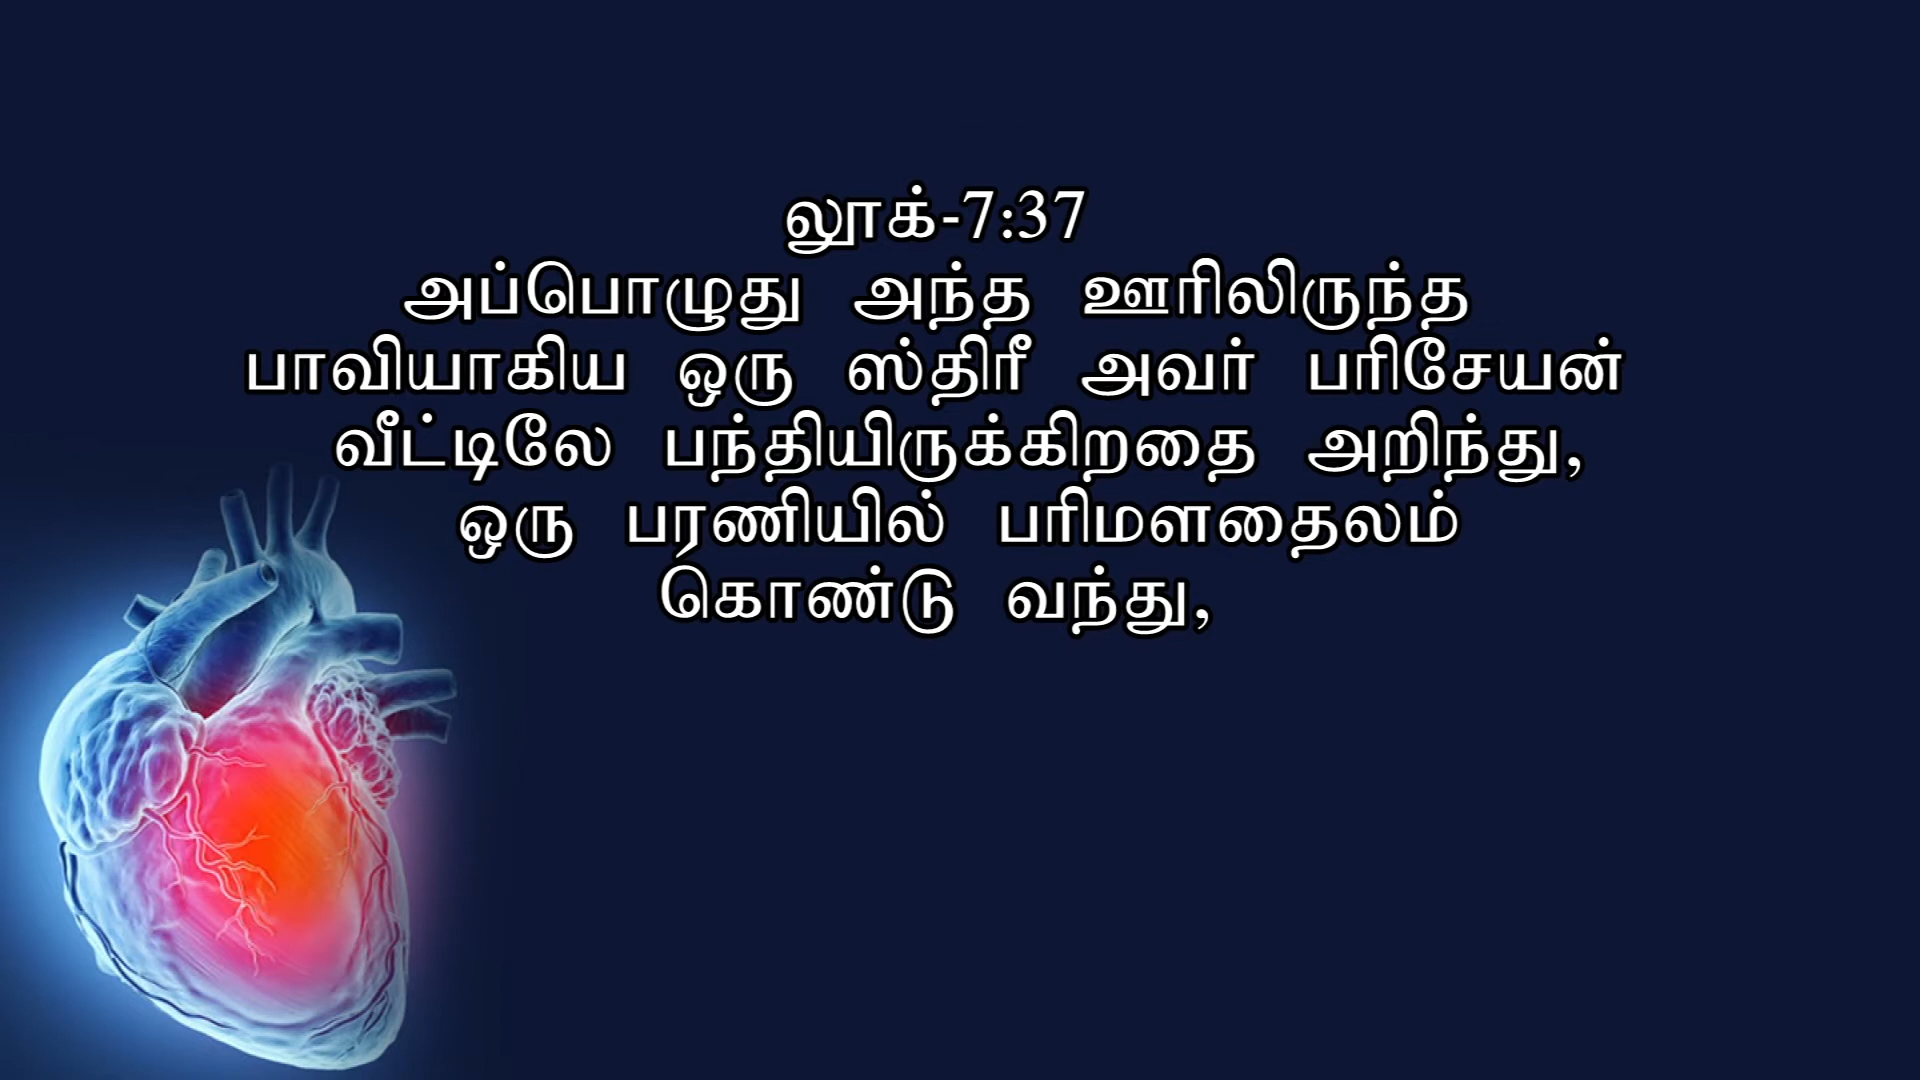 லூக்-7:37
அப்பொழுது அந்த ஊரிலிருந்த
பாவியாகிய ஒரு ஸ்திரீ அவர் பரிசேயன்
வீட்டிலே பந்தியிருக்கிறதை அறிந்து,
ஒரு பரணியில் பரிமளதைலம்
கொண்டு வந்து,